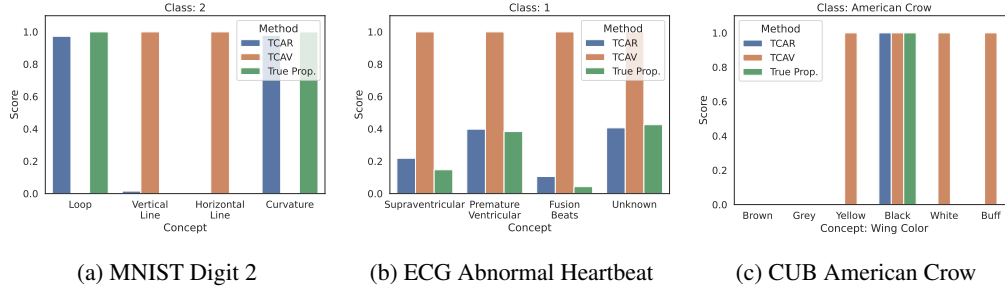 Class: 2
Score
1.0
0.8
0.6
0.4
0.2
0.0
Method
TCAR
TCAV
True Prop.
Loop
Vertical
Line
Horizontal
Line
Curvature
Concept
(a) MNIST Digit 2
Class: 1
Score
1.0
0.8
0.6
0.4
0.2
0.0
Method
TCAR
TCAV
True Prop.
Supraventricular
Premature
Ventricular
Fusion
Beats
Unknown
Concept
(b) ECG Abnormal Heartbeat
Class: American Crow
Score
1.0
0.8
0.6
0.4
0.2
0.0
Method
TCAR
TCAV
True Prop.
Brown
Grey
Yellow
Black
White
Buff
Concept: Wing Color
(c) CUB American Crow